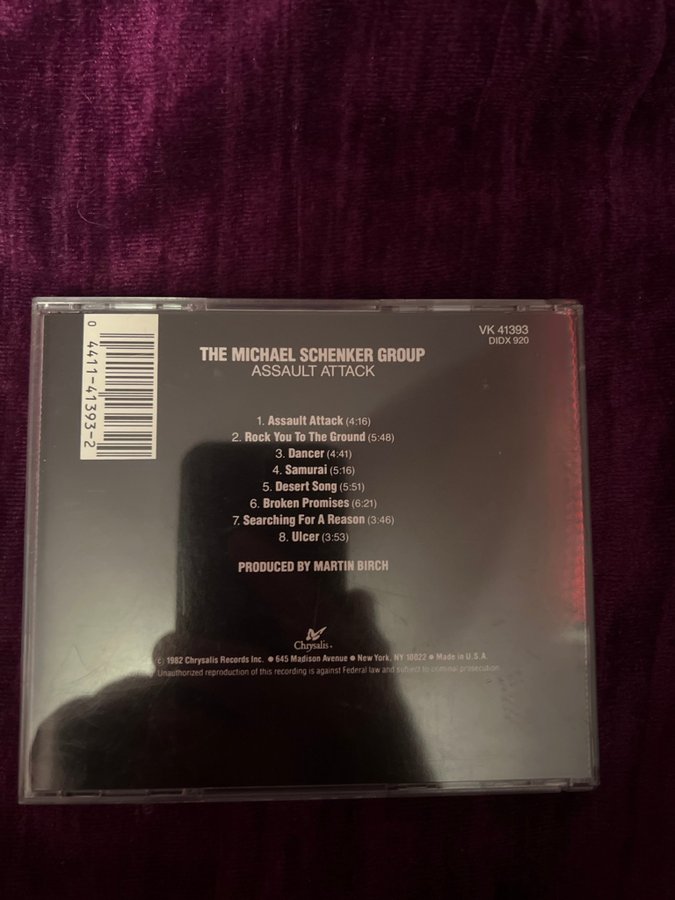 0 4411-41393-2
VK 41393
DIDX 920
THE MICHAEL SCHENKER GROUP
ASSAULT ATTACK
1. Assault Attack (4:16)
2. Rock You To The Ground (5:48)
3. Dancer (4:41)
4. Samurai (5:16)
5. Desert Song (5:51)
6. Broken Promises (6:21)
7. Searching For A Reason (3:46)
8. Ulcer (3:53)
PRODUCED BY MARTIN BIRCH
Chrysalis
c) 1982 Chrysalis Records Inc. ● 645 Madison Avenue ● New York, NY 10022 ● Made in U.S.A.
Unauthorized reproduction of this recording is against Federal law and subject to criminal prosecution.